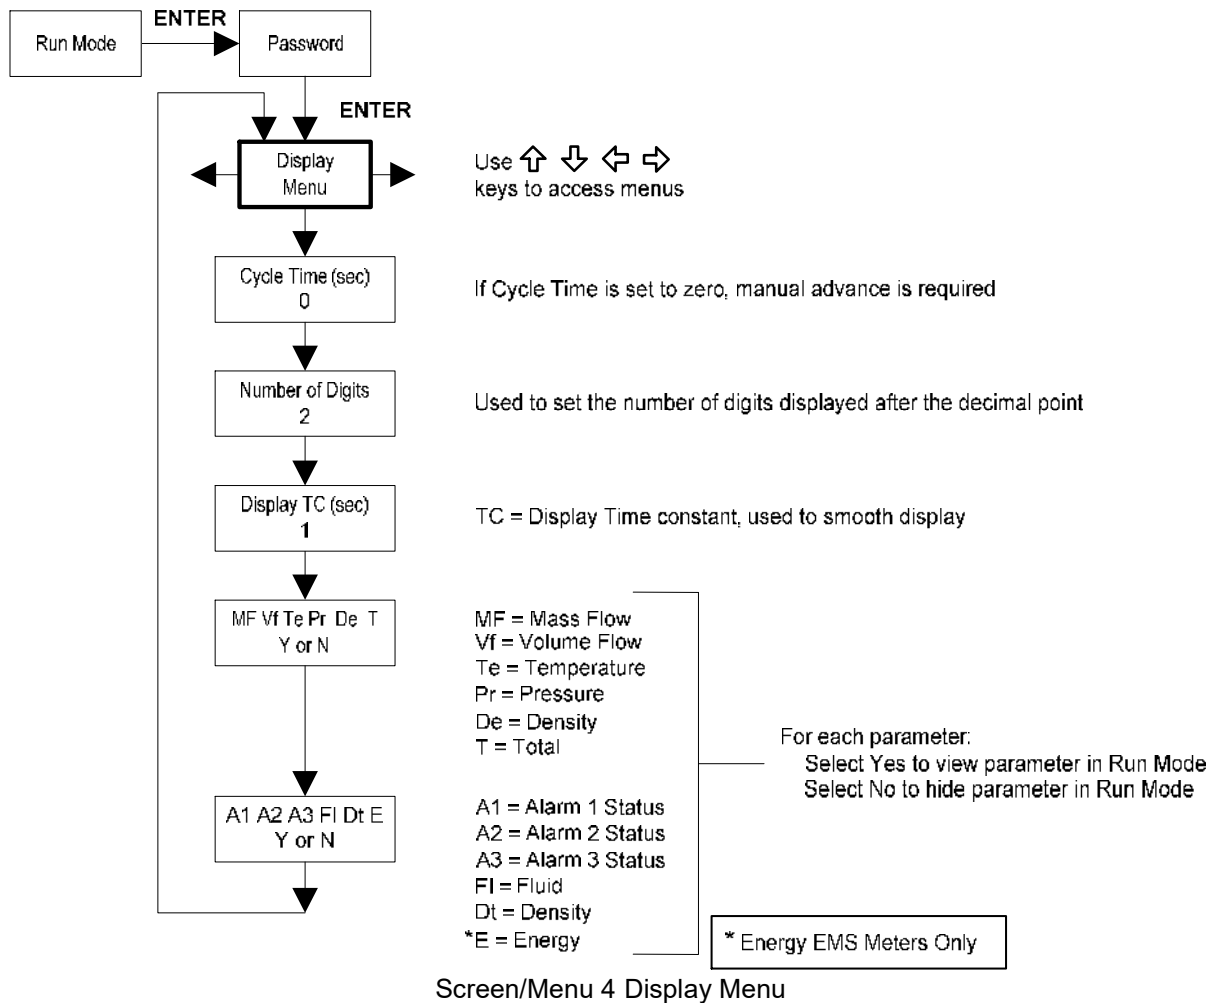 ENTER
Run Mode
Password
ENTER
Display
Menu
Use
keys to access menus
Cycle Time (sec)
0
If Cycle Time is set to zero, manual advance is required
Number of Digits
2
Used to set the number of digits displayed after the decimal point
Display TC (sec)
1
TC = Display Time constant, used to smooth display
MF Vf Te Pr De T
Y or N
MF = Mass Flow
Vf = Volume Flow
Te = Temperature
Pr = Pressure
De = Density
T = Total
For each parameter:
Select Yes to view parameter in Run Mode
Select No to hide parameter in Run Mode
A1 A2 A3 Fl Dt E
Y or N
A1 = Alarm 1 Status
A2 = Alarm 2 Status
A3 = Alarm 3 Status
Fl = Fluid
Dt = Density
*E = Energy
* Energy EMS Meters Only
Screen/Menu 4 Display Menu